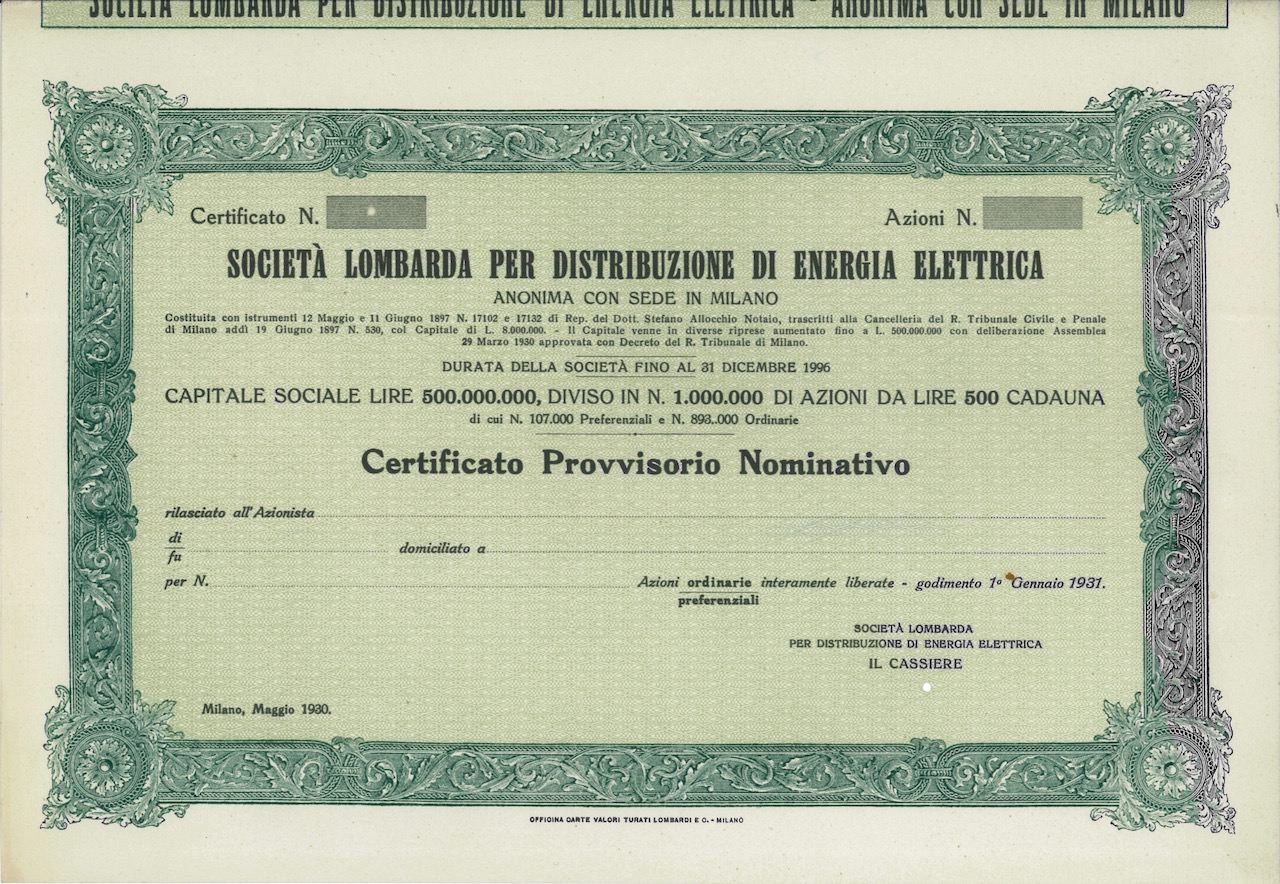 SOCIETÀ LOMBARDA PER DISTRIBUZIONE DI ENERGIA ELETTRICA - ANONIMA CON SEDE IN MILANO
Certificato N.
Azioni N.
SOCIETÀ LOMBARDA PER DISTRIBUZIONE DI ENERGIA ELETTRICA
ANONIMA CON SEDE IN MILANO
Costituita con istrumenti 12 Maggio e 11 Giugno 1897 N. 17102 e 17132 di Rep. del Dott. Stefano Allocchio Notaio, trascritti alla Cancelleria del R. Tribunale Civile e Penale
di Milano addì 19 Giugno 1897 N. 530, col Capitale di L. 8.000.000. - Il Capitale venne in diverse riprese aumentato fino a L. 500.000.000 con deliberazione Assemblea
29 Marzo 1930 approvata con Decreto del R. Tribunale di Milano.
DURATA DELLA SOCIETÀ FINO AL 31 DICEMBRE 1996
CAPITALE SOCIALE LIRE 500.000.000, DIVISO IN N. 1.000.000 DI AZIONI DA LIRE 500 CADAUNA
di cui N. 107.000 Preferenziali e N. 893..000 Ordinarie
Certificato Provvisorio Nominativo
rilasciato all'Azionista
di
fu
domiciliato a
per N.
Azioni ordinarie interamente liberate - godimento 1º Gennaio 1931.
preferenziali
SOCIETÀ LOMBARDA
PER DISTRIBUZIONE DI ENERGIA ELETTRICA
IL CASSIERE
Milano, Maggio 1930.
OFFICINA CARTE VALORI TURATI LOMBARDI E C. - MILANO